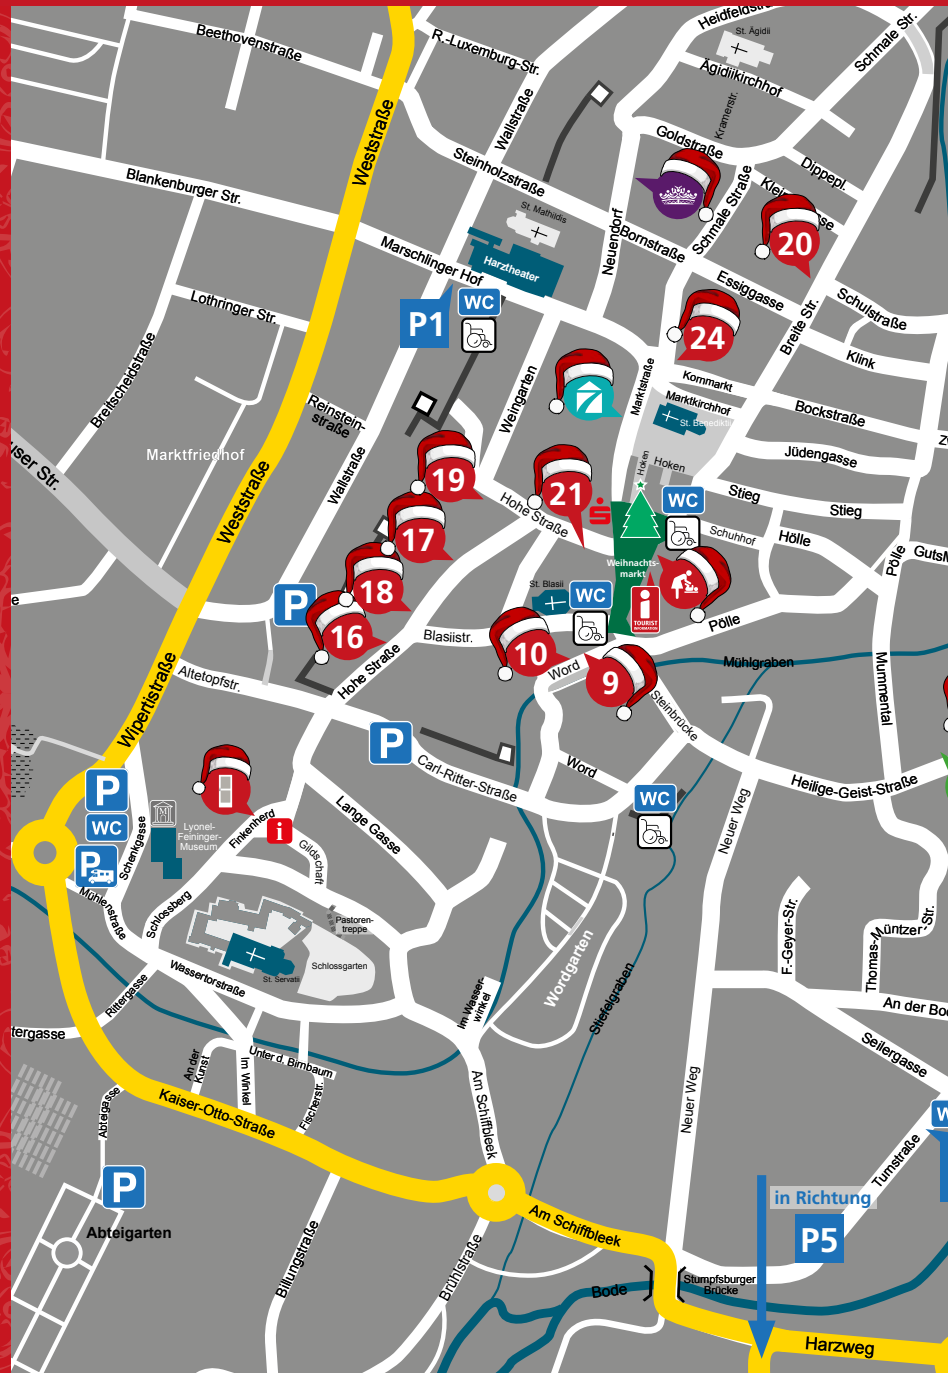 Heidfeldstr
Schmale Str.
Beethovenstraße
R.-Luxemburg-Str.
St. Ägidii
Ägidiikirchhof
Kramerstr.
Wallstraße
Goldstraße
Weststraße
Steinholzstraße
Dippepl.
Blankenburger Str.
St. Mathildis
Neuendorf
Bornstraße
Schmale Straße
20
Marschlinger Hof
Harztheater
Essiggasse
Lothringer Str.
P1
WC
24
Breite Str.
Schulstraße
Klink
Breitscheidstraße
Weingarten
7
Marktstraße
Kornmarkt
Marktkirchhof
St. Benediktii
Bockstraße
Reinstein-
straße
Marktfriedhof
Wallstraße
19
21
Hoken
Hoken
Jüdengasse
Weststraße
Hohe Straße
WC
Stieg
Stieg
17
Schuhhof
Hölle
Pölle
18
Weihnachts-
markt
St. Blasii
WC
P
TOURIST
INFORMATION
16
Blasiistr.
10
Pölle
Word
9
Mühlgraben
Hohe Straße
Altetopfstr.
Wipertistraße
Steinbrücke
Mummental
P
Carl-Ritter-Straße
Word
Heilige-Geist-Straße
P
WC
P
WC
Lyonel-
Feininger-
Museum
Finkenherd
i
Gildschaft
Lange Gasse
Neuer Weg
Schenkgasse
Mühlenstraße
Schlossberg
Pastoren-
treppe
F.-Geyer-Str.
Thomas-Müntzer Str.
Schlossgarten
St. Servatii
Wassertorstraße
Wordgarten
Stiefelgraben
Im Wasser-
winkel
Rittergasse
An der
Kunst
Im Winkel
Unter d. Birnbaum
Fischerstr.
Seilergasse
Am Schiffbleek
Neuer Weg
Abteigasse
Kaiser-Otto-Straße
Turnstraße
P
Abteigarten
in Richtung
P5
Am Schiffbleek
Billungstraße
Brühlstraße
Bode
Stumpfsburger
Brücke
Harzweg